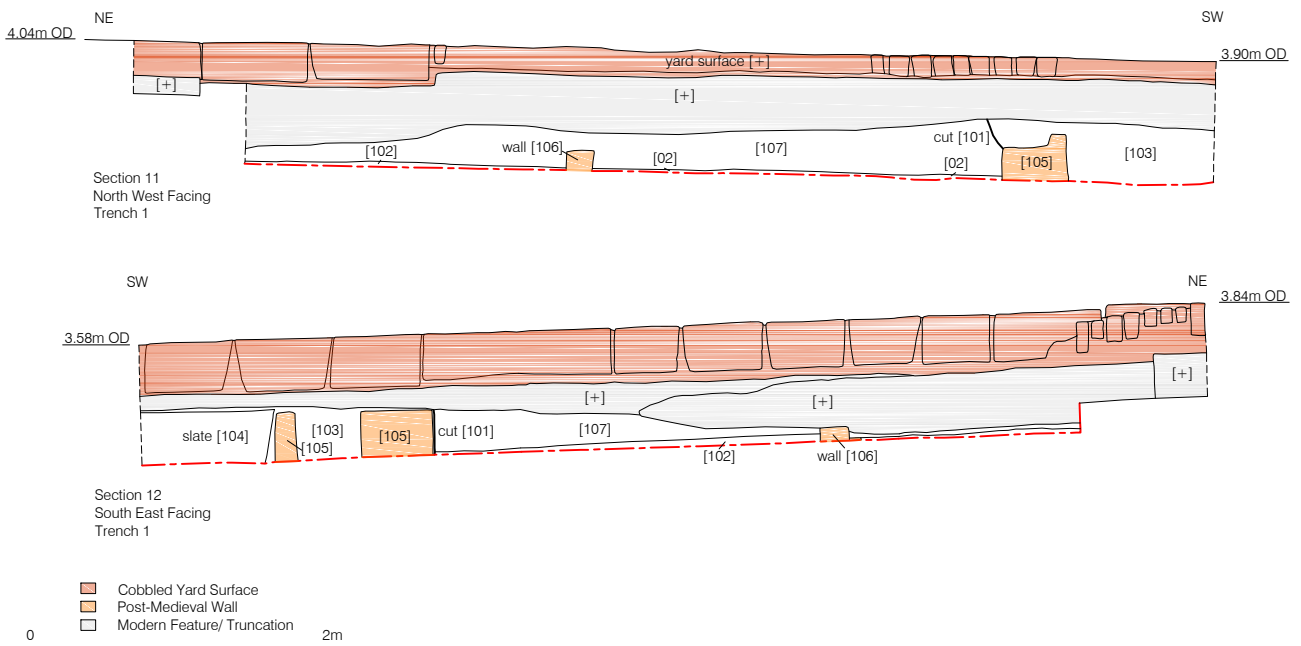 NE
SW
4.04m OD
3.90m OD
yard surface [+]
[+]
[+]
cut [101]
wall [106]
[107]
[102]
[02]
[02]
[105]
[103]
Section 11
North West Facing
Trench 1
SW
NE
3.84m OD
3.58m OD
[+]
[+]
[+]
slate [104]
[103]
[105]
[105]
cut [101]
[107]
[102]
wall [106]
Section 12
South East Facing
Trench 1
Cobbled Yard Surface
Post-Medieval Wall
Modern Feature/ Truncation
0
2m